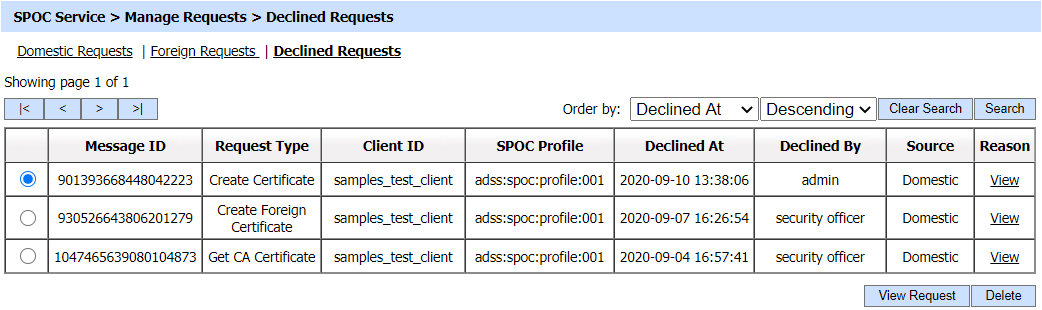 SPOC Service > Manage Requests > Declined Requests
Domestic Requests | Foreign Requests | Declined Requests
Showing page 1 of 1
|< < > >| Order by: Declined At Descending Clear Search Search
Message ID Request Type Client ID SPOC Profile Declined At Declined By Source Reason
901393668448042223 Create Certificate samples_test_client adss:spoc:profile:001 2020-09-10 13:38:06 admin Domestic View
930526643806201279 Create Foreign Certificate samples_test_client adss:spoc:profile:001 2020-09-07 16:26:54 security officer Domestic View
1047465639080104873 Get CA Certificate samples_test_client adss:spoc:profile:001 2020-09-04 16:57:41 security officer Domestic View
View Request Delete